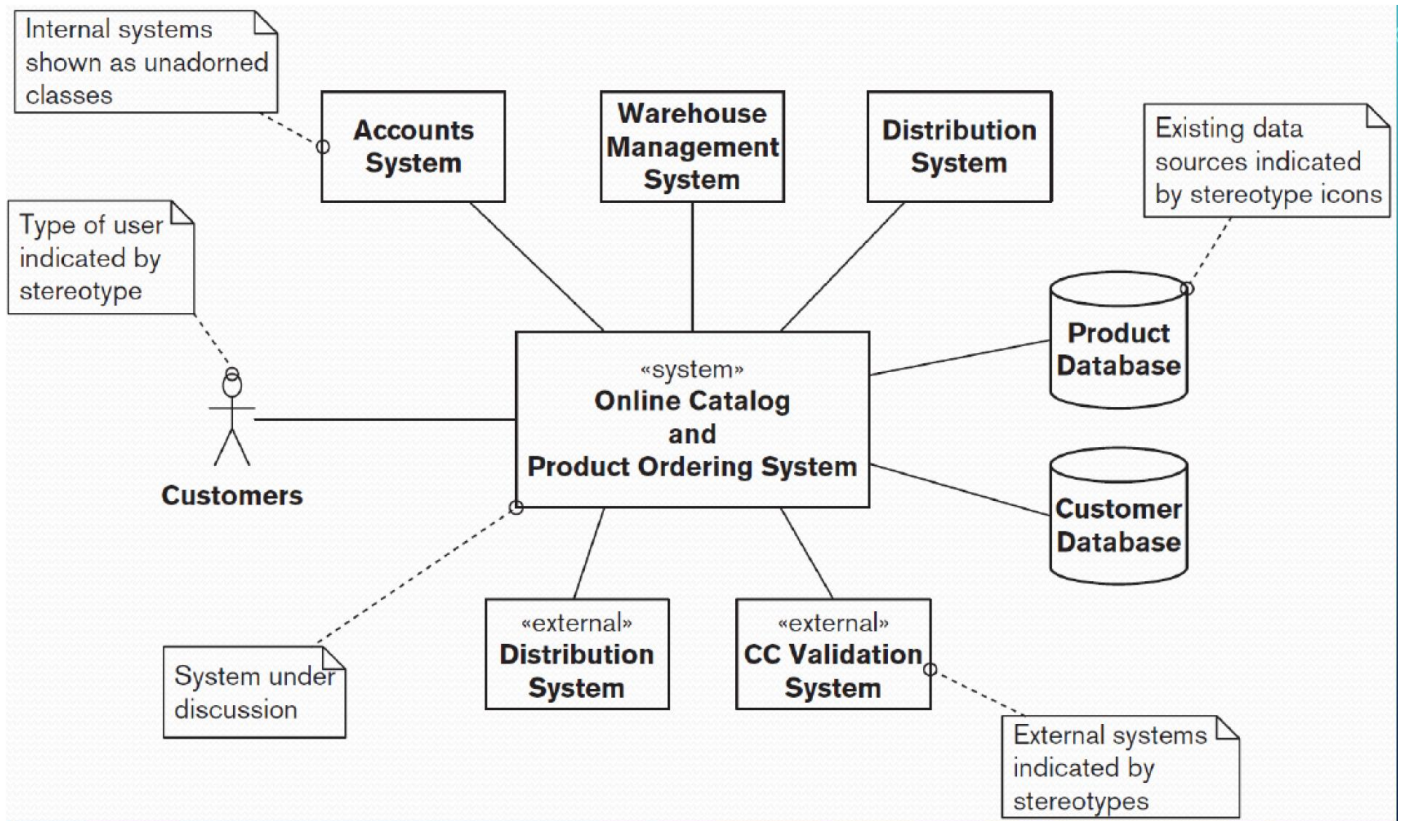 Internal systems
shown as unadorned
classes
Accounts
System
Warehouse
Management
System
Distribution
System
Existing data
sources indicated
by stereotype icons
Type of user
indicated by
stereotype
Customers
«system»
Online Catalog
and
Product Ordering System
Product
Database
Customer
Database
System under
discussion
«external»
Distribution
System
«external»
CC Validation
System
External systems
indicated by
stereotypes